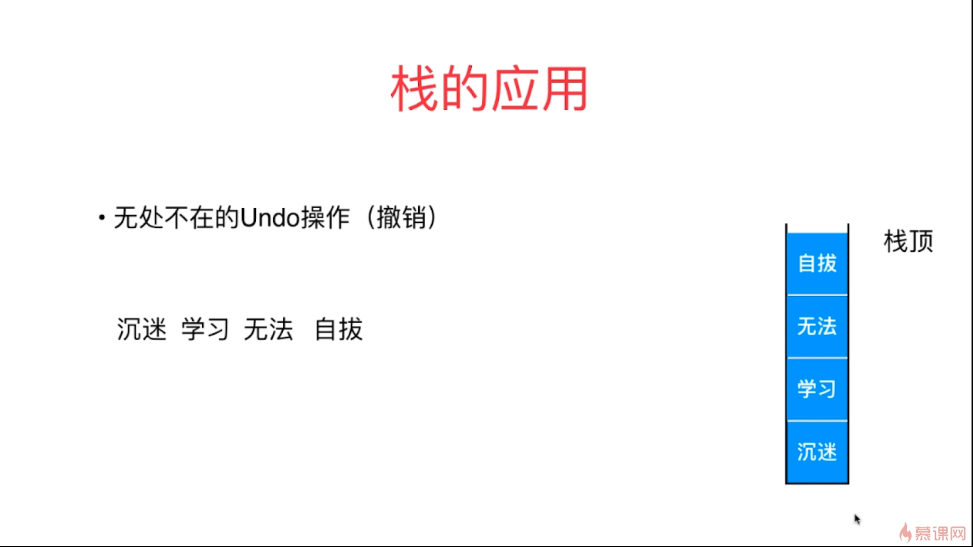 栈的应用
• 无处不在的Undo操作（撤销）
沉迷 学习 无法 自拔
栈顶
自拔
无法
学习
沉迷
慕课网